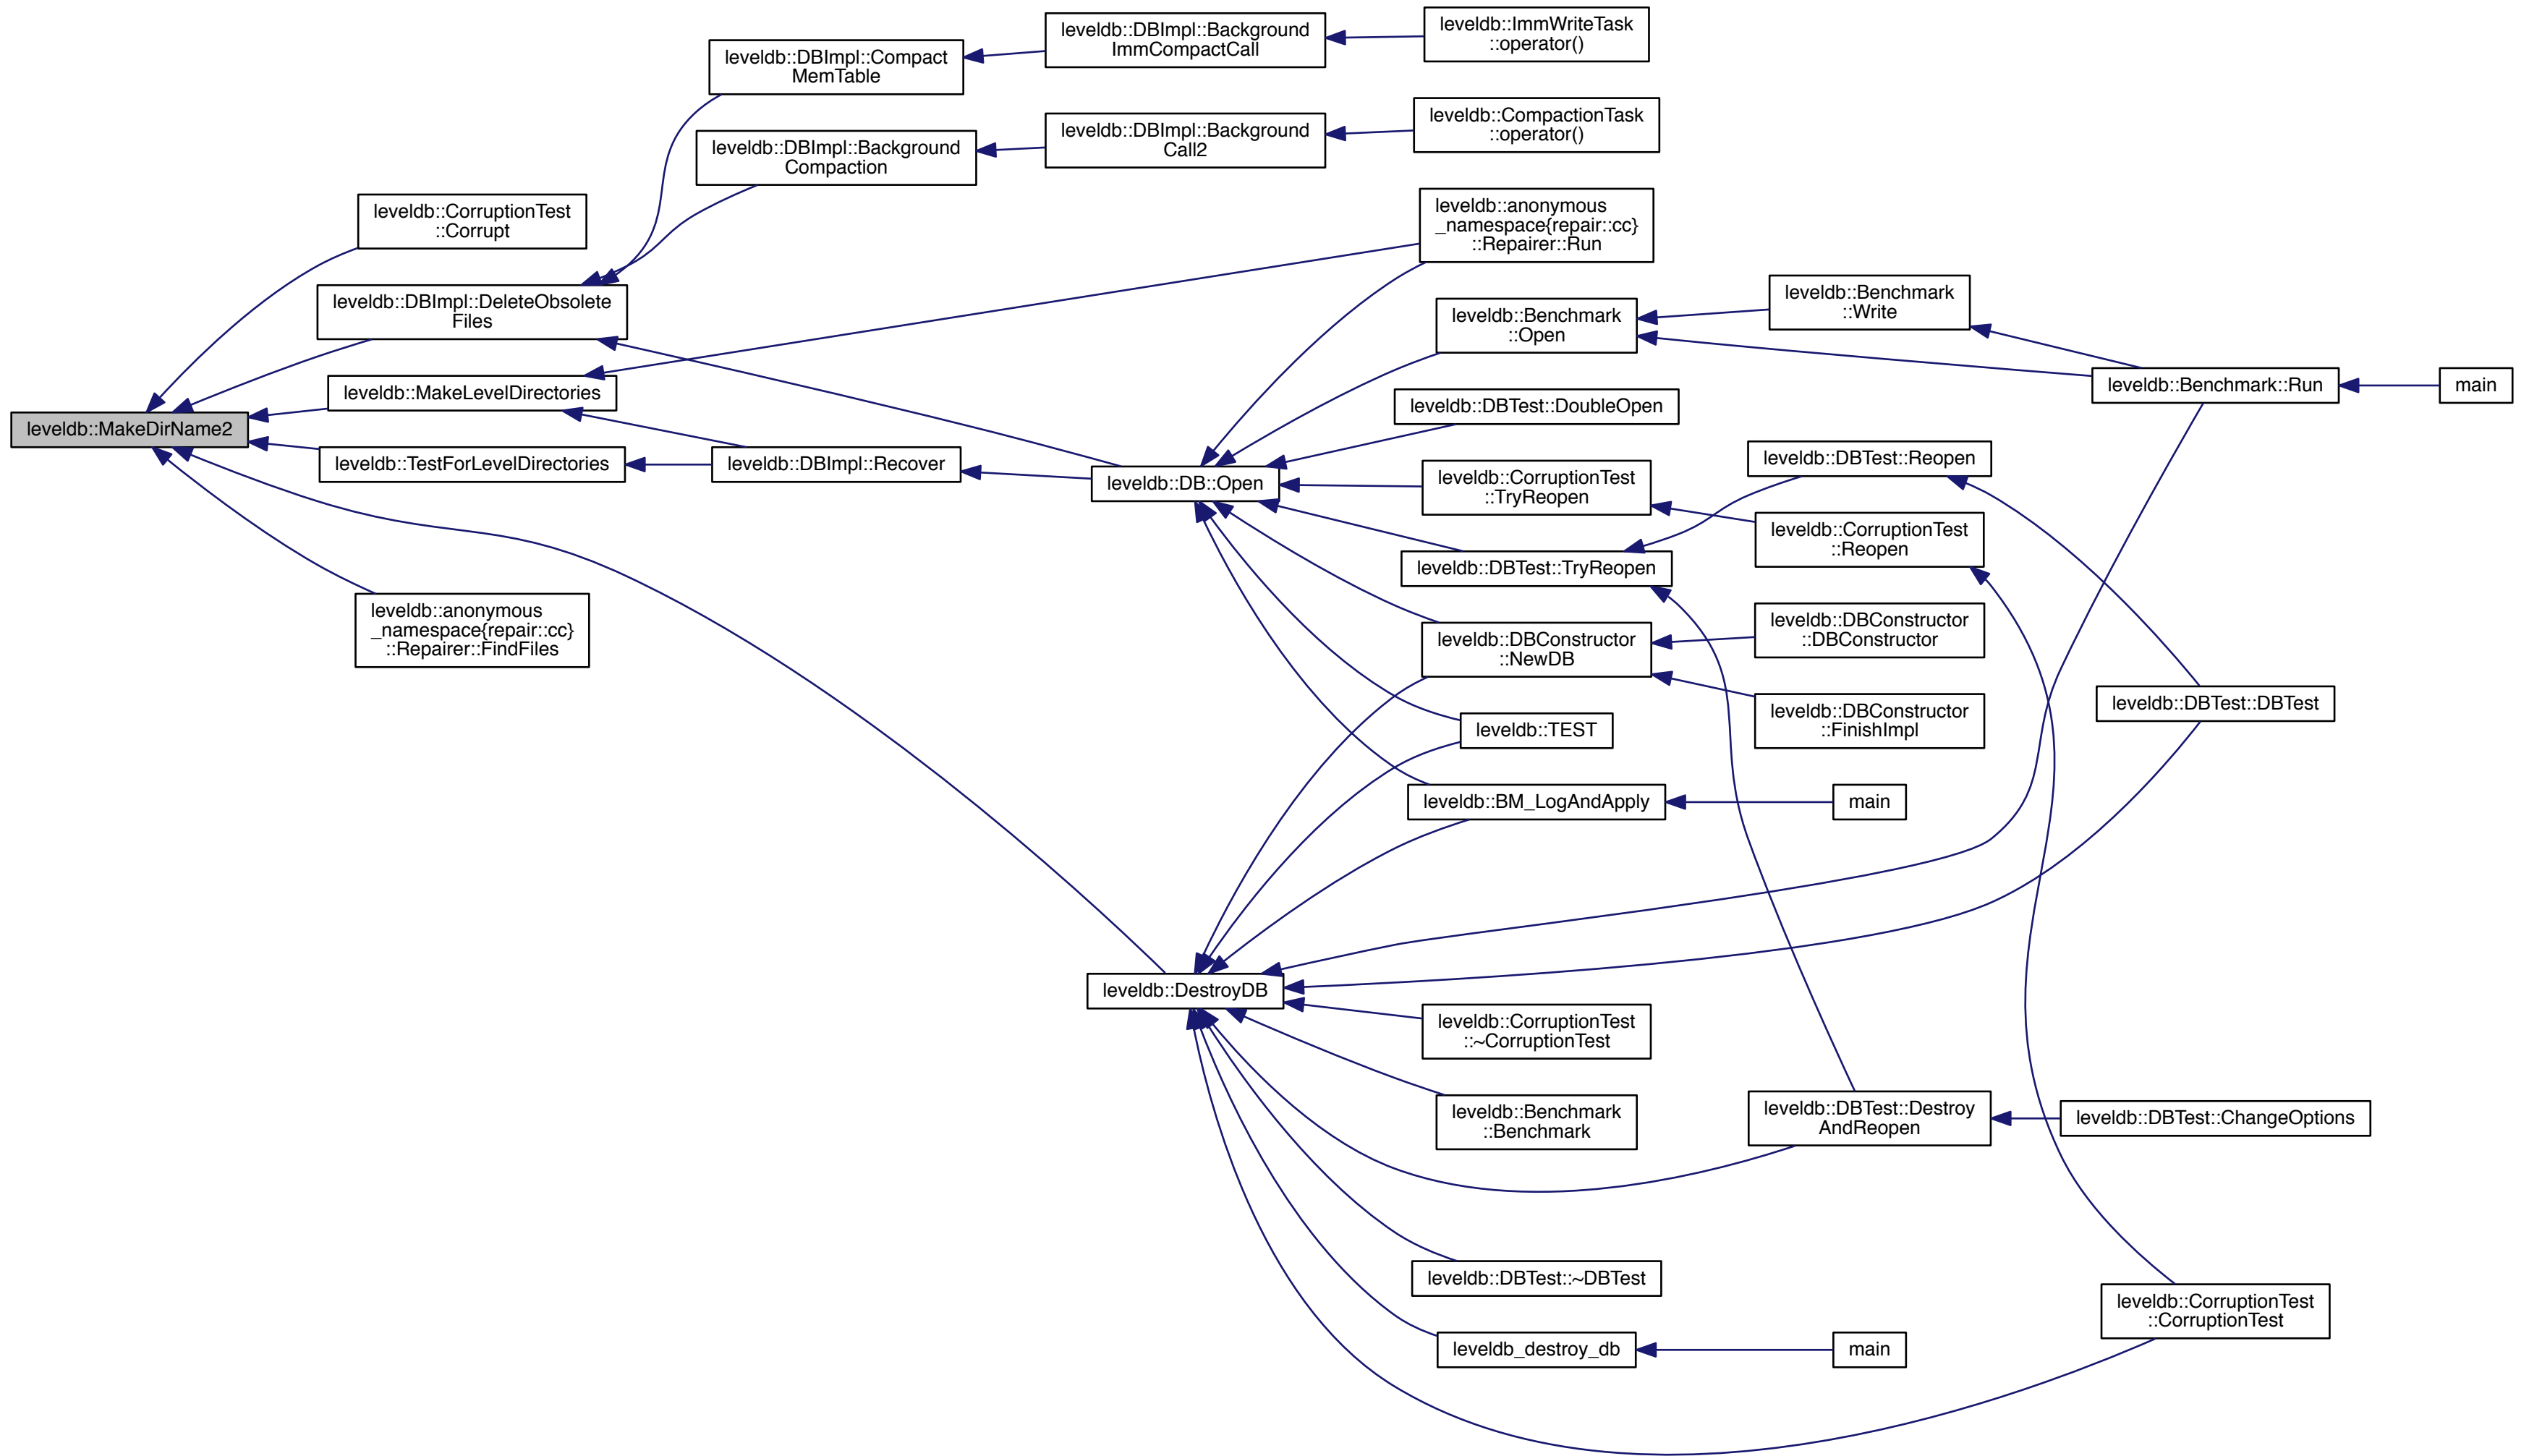 leveldb::MakeDirName2
leveldb::CorruptionTest
::Corrupt
leveldb::DBImpl::DeleteObsolete
Files
leveldb::MakeLevelDirectories
leveldb::TestForLevelDirectories
leveldb::anonymous
_namespace{repair::cc}
::Repairer::FindFiles
leveldb::DBImpl::Compact
MemTable
leveldb::DBImpl::Background
Compaction
leveldb::DBImpl::Recover
leveldb::DBImpl::Background
ImmCompactCall
leveldb::DBImpl::Background
Call2
leveldb::DB::Open
leveldb::DestroyDB
leveldb::ImmWriteTask
::operator()
leveldb::CompactionTask
::operator()
leveldb::anonymous
_namespace{repair::cc}
::Repairer::Run
leveldb::Benchmark
::Open
leveldb::DBTest::DoubleOpen
leveldb::CorruptionTest
::TryReopen
leveldb::DBTest::TryReopen
leveldb::DBConstructor
::NewDB
leveldb::TEST
leveldb::BM_LogAndApply
leveldb::CorruptionTest
::~CorruptionTest
leveldb::Benchmark
::Benchmark
leveldb::DBTest::~DBTest
leveldb_destroy_db
leveldb::Benchmark
::Write
leveldb::DBTest::Reopen
leveldb::CorruptionTest
::Reopen
leveldb::DBConstructor
::DBConstructor
leveldb::DBConstructor
::FinishImpl
main
leveldb::DBTest::Destroy
AndReopen
main
leveldb::Benchmark::Run
leveldb::DBTest::DBTest
leveldb::DBTest::ChangeOptions
leveldb::CorruptionTest
::CorruptionTest
main